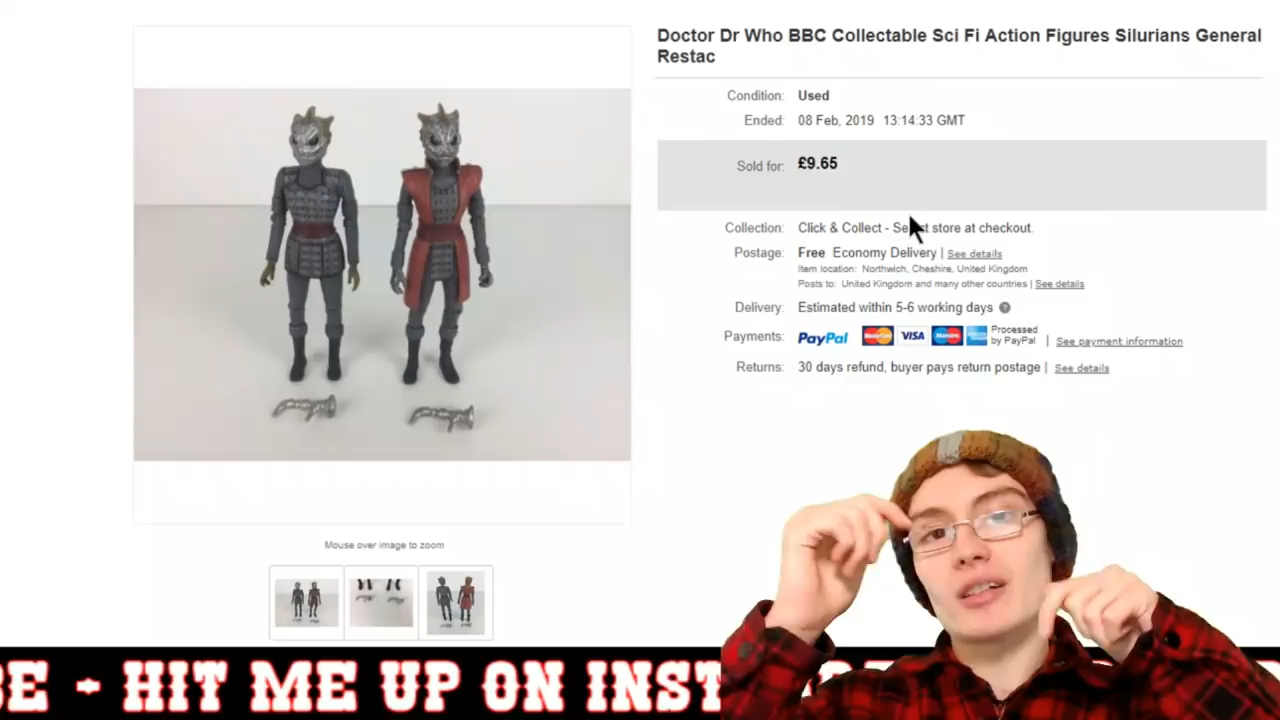 Doctor Dr Who BBC Collectable Sci Fi Action Figures Silurians General
Restac
Condition: Used
Ended: 08 Feb, 2019 13:14:33 GMT
Sold for: £9.65
Collection: Click & Collect - Se store at checkout.
Postage: Free Economy Delivery | See details
Item location: Northwich, Cheshire, United Kingdom
Posts to: United Kingdom and many other countries | See details
Delivery: Estimated within 5-6 working days
Payments: PayPal MasterCard VISA Maestro Processed
by PayPal | See payment information
Returns: 30 days refund, buyer pays return postage | See details
Mouse over image to zoom
BE - HIT ME UP ON INST